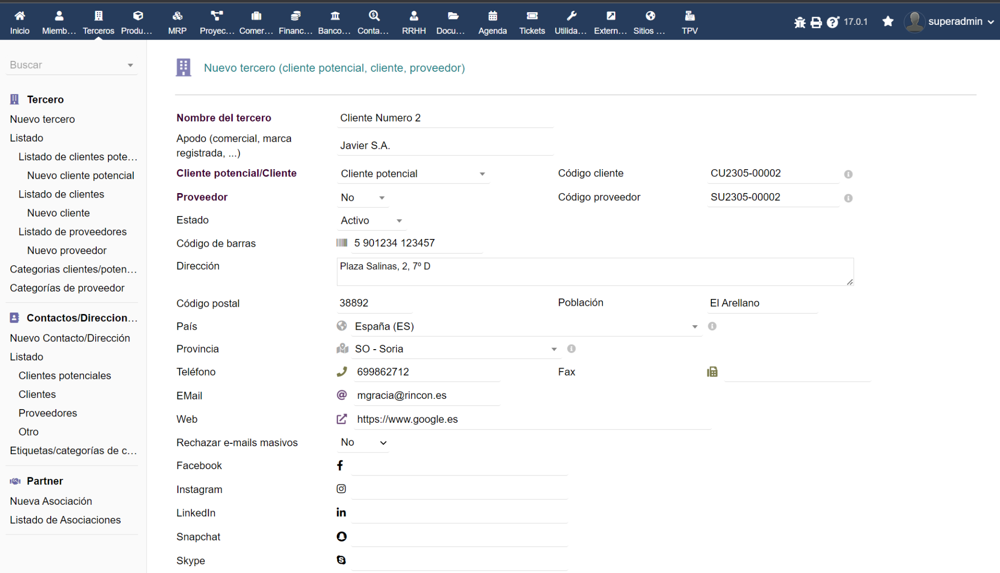 Inicio
Miemb...
Terceros
Produ...
MRP
Proyec...
Comer...
Financ...
Banco...
Conta...
RRHH
Docu...
Agenda
Tickets
Utilida...
Extern...
Sitios ...
TPV
17.0.1
superadmin
Buscar
Tercero
Nuevo tercero
Listado
Listado de clientes pote...
Nuevo cliente potencial
Listado de clientes
Nuevo cliente
Listado de proveedores
Nuevo proveedor
Categorias clientes/poten...
Categorías de proveedor
Contactos/Direccion...
Nuevo Contacto/Dirección
Listado
Clientes potenciales
Clientes
Proveedores
Otro
Etiquetas/categorías de c...
Partner
Nueva Asociación
Listado de Asociaciones
Nuevo tercero (cliente potencial, cliente, proveedor)
Nombre del tercero Cliente Numero 2
Apodo (comercial, marca
registrada, ...) Javier S.A.
Cliente potencial/Cliente Cliente potencial Código cliente CU2305-00002
Proveedor No Código proveedor SU2305-00002
Estado Activo
Código de barras 5 901234 123457
Dirección Plaza Salinas, 2, 7º D
Código postal 38892 Población El Arellano
País España (ES)
Provincia SO - Soria
Teléfono 699862712 Fax
EMail mgracia@rincon.es
Web https://www.google.es
Rechazar e-mails masivos No
Facebook
Instagram
LinkedIn
Snapchat
Skype